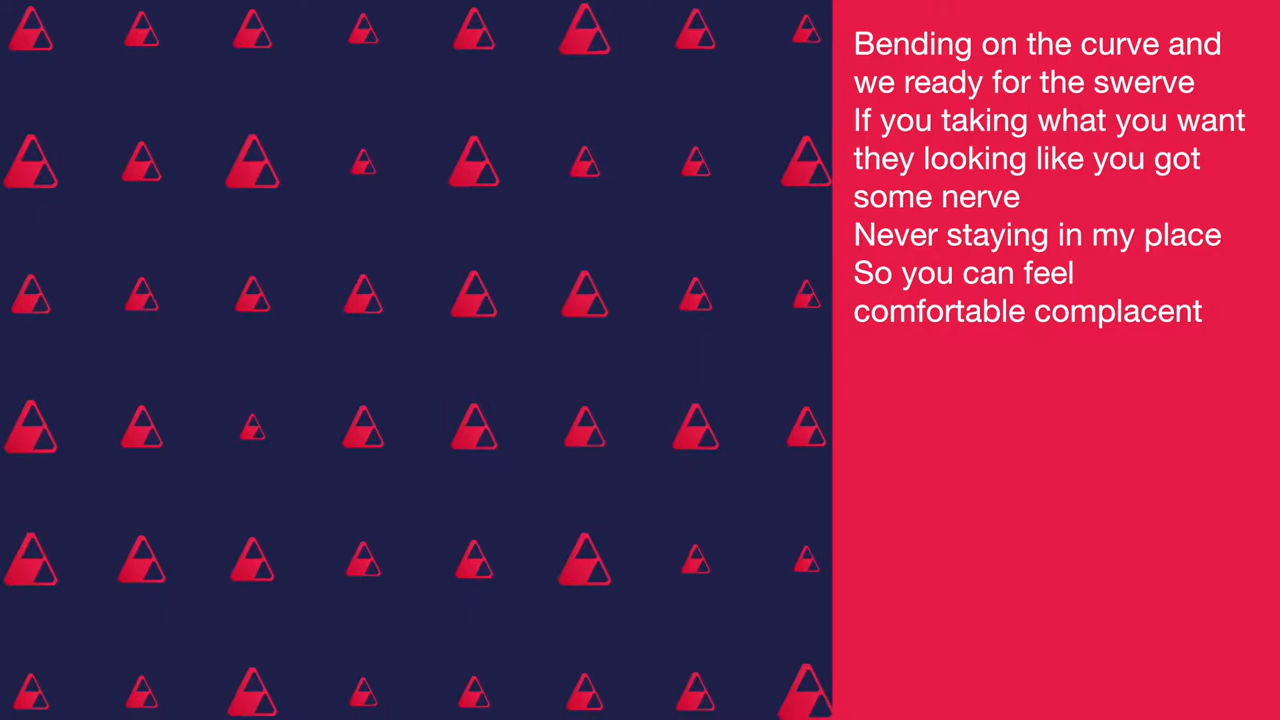 Bending on the curve and
we ready for the swerve
If you taking what you want
they looking like you got
some nerve
Never staying in my place
So you can feel
comfortable complacent